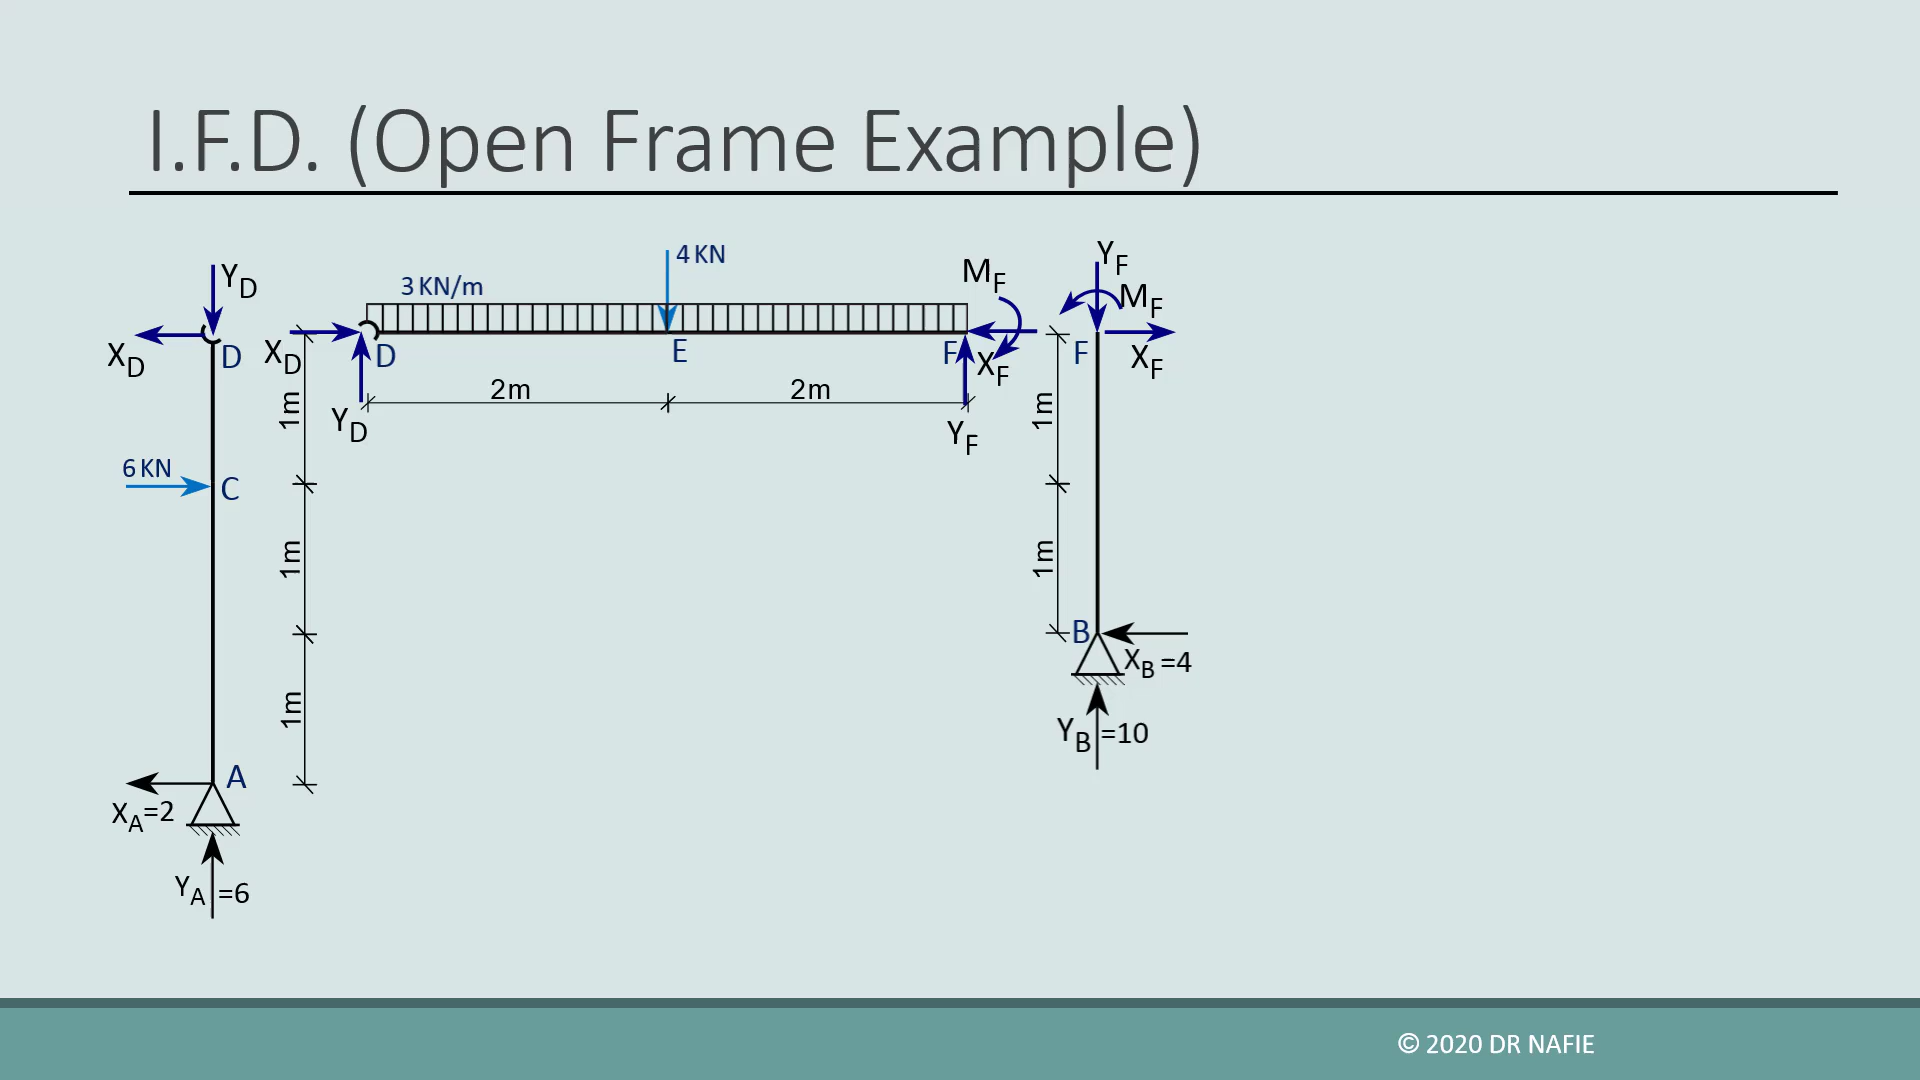 I.F.D. (Open Frame Example)
Y_D
X_D
D
6 KN
C
X_A=2
A
Y_A =6
1m
1m
1m
3 KN/m
4 KN
X_D
D
Y_D
E
2m
2m
M_F
F
X_F
Y_F
Y_F
M_F
F
X_F
1m
1m
B
X_B =4
Y_B =10
© 2020 DR NAFIE